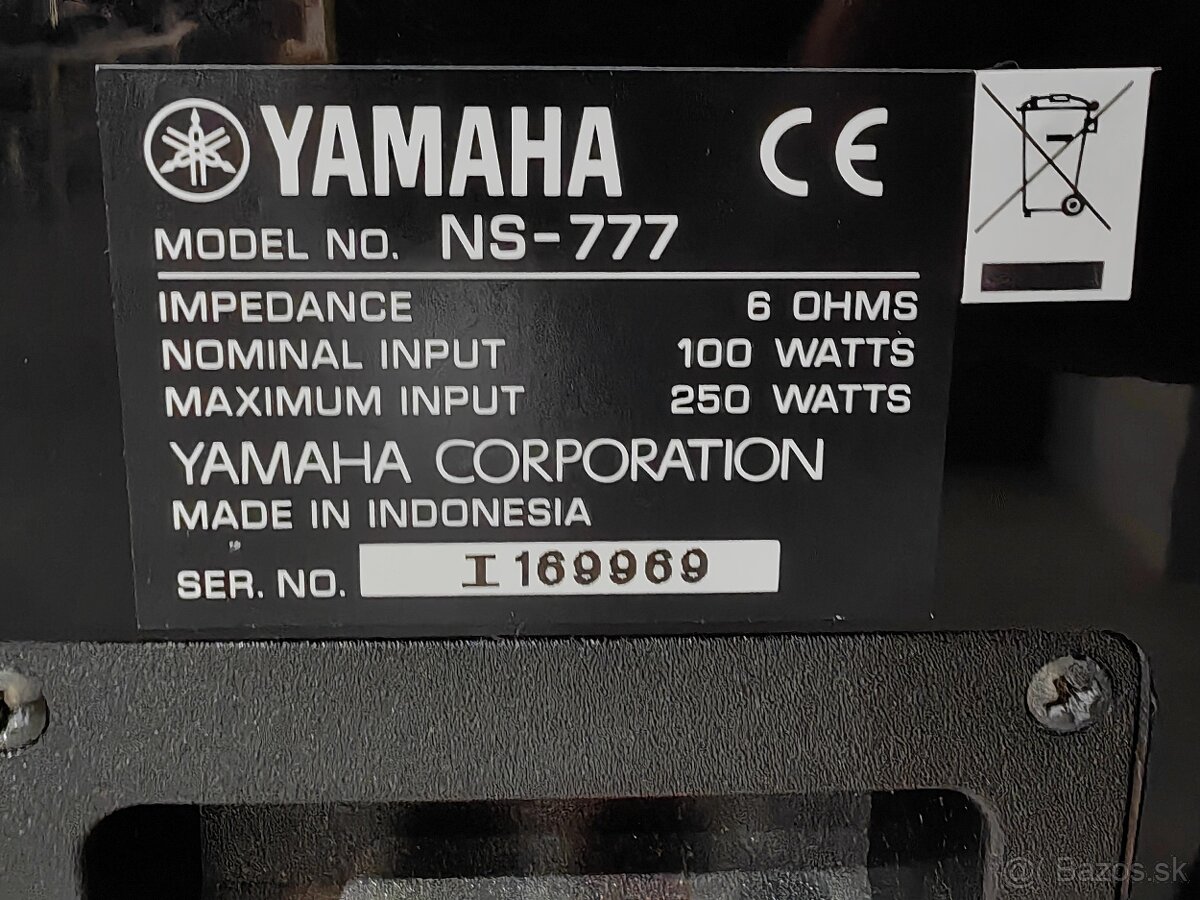 YAMAHA CE
MODEL NO. NS-777
IMPEDANCE 6 OHMS
NOMINAL INPUT 100 WATTS
MAXIMUM INPUT 250 WATTS
YAMAHA CORPORATION
MADE IN INDONESIA
SER. NO. I169969
Bazos.sk